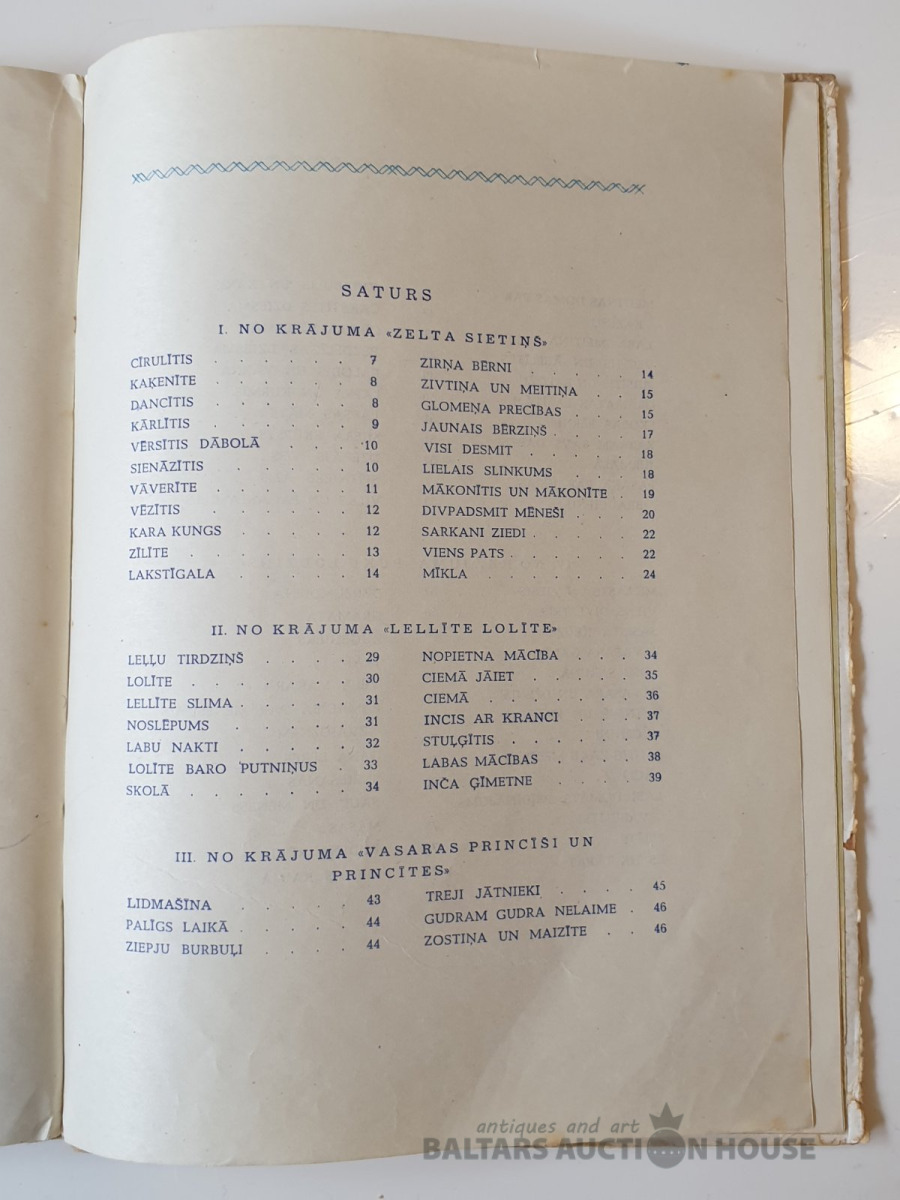 SATURS
I. NO KRĀJUMA «ZELTA SIETIŅŠ»
CĪRULĪTIS . . . . . . 7
KAĶENĪTE . . . . . . 8
DANCĪTIS . . . . . . 8
KĀRLĪTIS . . . . . . 9
VĒRSĪTIS DĀBOLĀ . . . . 10
SIENĀZĪTIS . . . . . . 10
VĀVERĪTE . . . . . . 11
VĒZĪTIS . . . . . . 12
KARA KUNGS . . . . . 12
ZĪLĪTE . . . . . . . 13
LAKSTĪGALA . . . . . 14
ZIRŅA BĒRNI . . . . . 14
ZIVTIŅA UN MEITIŅA . . 15
GLOMEŅA PRECĪBAS . . . 15
JAUNAIS BĒRZIŅŠ . . . . 17
VISI DESMIT . . . . . 18
LIELAIS SLINKUMS . . . 18
MĀKONĪTIS UN MĀKONĪTE . 19
DIVPADSMIT MĒNEŠI . . . 20
SARKANI ZIEDI . . . . . 22
VIENS PATS . . . . . . 22
MĪKLA . . . . . . . 24
II. NO KRĀJUMA «LELLĪTE LOLĪTE»
LEĻĻU TIRDZIŅŠ . . . . 29
LOLĪTE . . . . . . . 30
LELLĪTE SLIMA . . . . . 31
NOSLĒPUMS . . . . . 31
LABU NAKTI . . . . . 32
LOLĪTE BARO PUTNIŅUS . 33
SKOLĀ . . . . . . . 34
NOPIETNA MĀCĪBA . . . 34
CIEMĀ JĀIET . . . . . 35
CIEMĀ . . . . . . . 36
INCIS AR KRANCI . . . 37
STUĻĢĪTIS . . . . . . 37
LABAS MĀCĪBAS . . . . 38
INČA ĢĪMETNE . . . . 39
III. NO KRĀJUMA «VASARAS PRINCĪŠI UN
PRINCĪTES»
LIDMAŠĪNA . . . . . 43
PALĪGS LAIKĀ . . . . . 44
ZIEPJU BURBUĻI . . . . 44
TREJI JĀTNIEKI . . . . 45
GUDRAM GUDRA NELAIME . 46
ZOSTIŅA UN MAIZĪTE . . 46
antiques and art
BALTARS AUCTION HOUSE